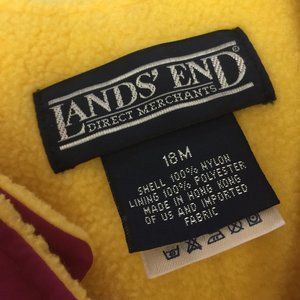 LANDS' END
DIRECT MERCHANTS
18M
SHELL 100% NYLON
LINING 100% POLYESTER
MADE IN HONG KONG
OF US AND IMPORTED
FABRIC